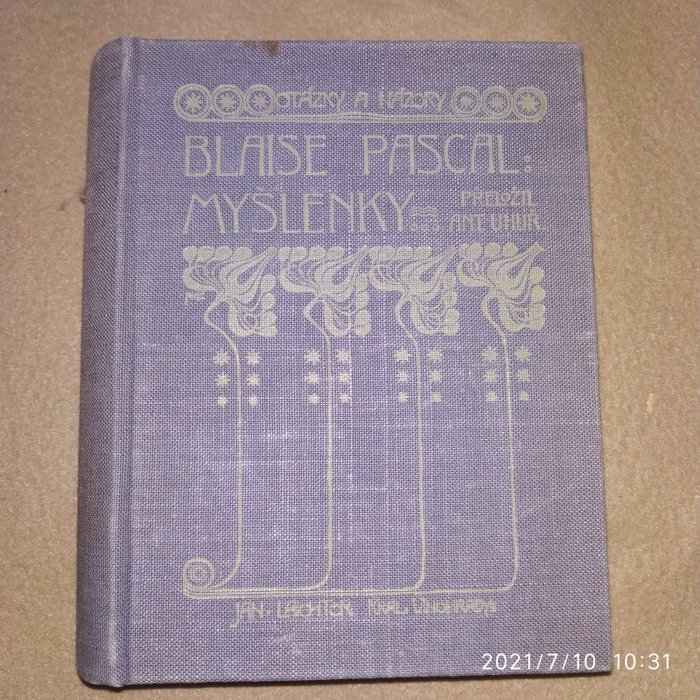 OTÁZKY A NÁZORY
BLAISE PASCAL:
MYŠLENKY PŘELOŽIL
ANT. UHLÍŘ
JAN LAICHTER KRÁL. VINOHRADY
2021/7/10 10:31